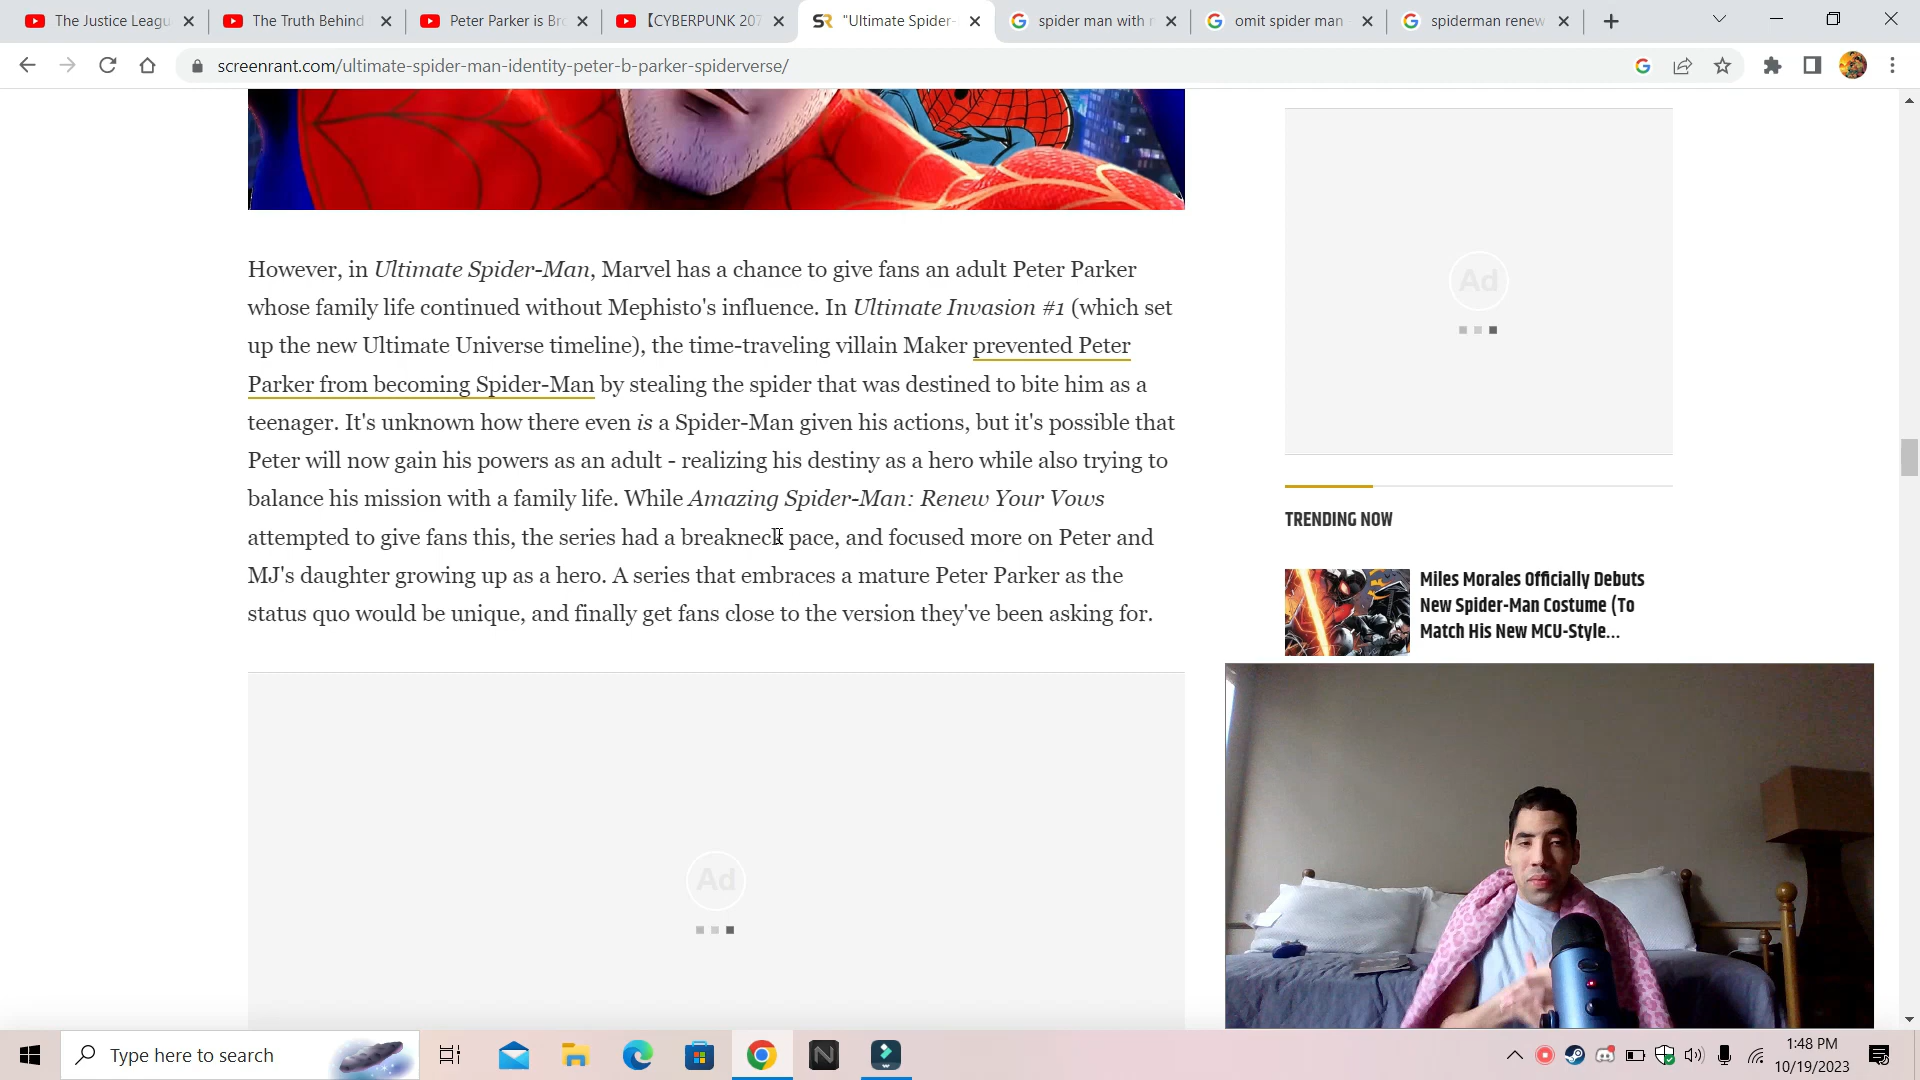 The Justice Leagu
The Truth Behind
Peter Parker is Br
【CYBERPUNK 207
SR
"Ultimate Spider-
spider man with
omit spider man
spiderman renew
screenrant.com/ultimate-spider-man-identity-peter-b-parker-spiderverse/
However, in Ultimate Spider-Man, Marvel has a chance to give fans an adult Peter Parker
whose family life continued without Mephisto's influence. In Ultimate Invasion #1 (which set
up the new Ultimate Universe timeline), the time-traveling villain Maker prevented Peter
Parker from becoming Spider-Man by stealing the spider that was destined to bite him as a
teenager. It's unknown how there even is a Spider-Man given his actions, but it's possible that
Peter will now gain his powers as an adult - realizing his destiny as a hero while also trying to
balance his mission with a family life. While Amazing Spider-Man: Renew Your Vows
attempted to give fans this, the series had a breakneck pace, and focused more on Peter and
MJ's daughter growing up as a hero. A series that embraces a mature Peter Parker as the
status quo would be unique, and finally get fans close to the version they've been asking for.
Ad
Ad
TRENDING NOW
Miles Morales Officially Debuts
New Spider-Man Costume (To
Match His New MCU-Style...
Type here to search
1:48 PM
10/19/2023